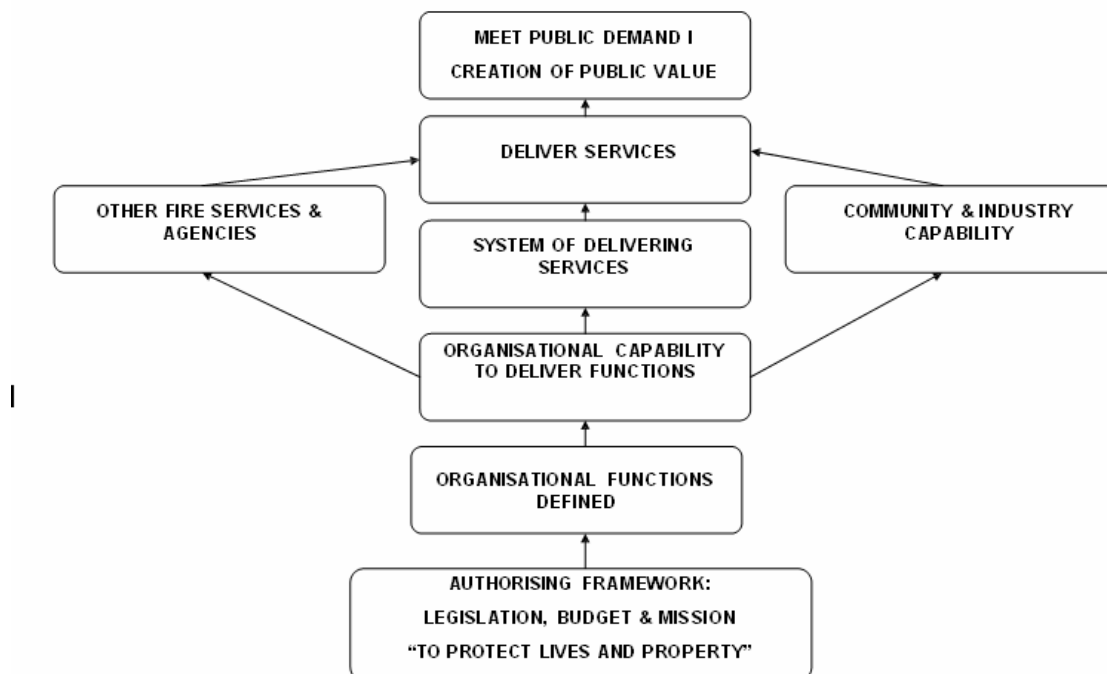 MEET PUBLIC DEMAND I
CREATION OF PUBLIC VALUE
DELIVER SERVICES
OTHER FIRE SERVICES &
AGENCIES
COMMUNITY & INDUSTRY
CAPABILITY
SYSTEM OF DELIVERING
SERVICES
ORGANISATIONAL CAPABILITY
TO DELIVER FUNCTIONS
ORGANISATIONAL FUNCTIONS
DEFINED
AUTHORISING FRAMEWORK:
LEGISLATION, BUDGET & MISSION
“TO PROTECT LIVES AND PROPERTY”